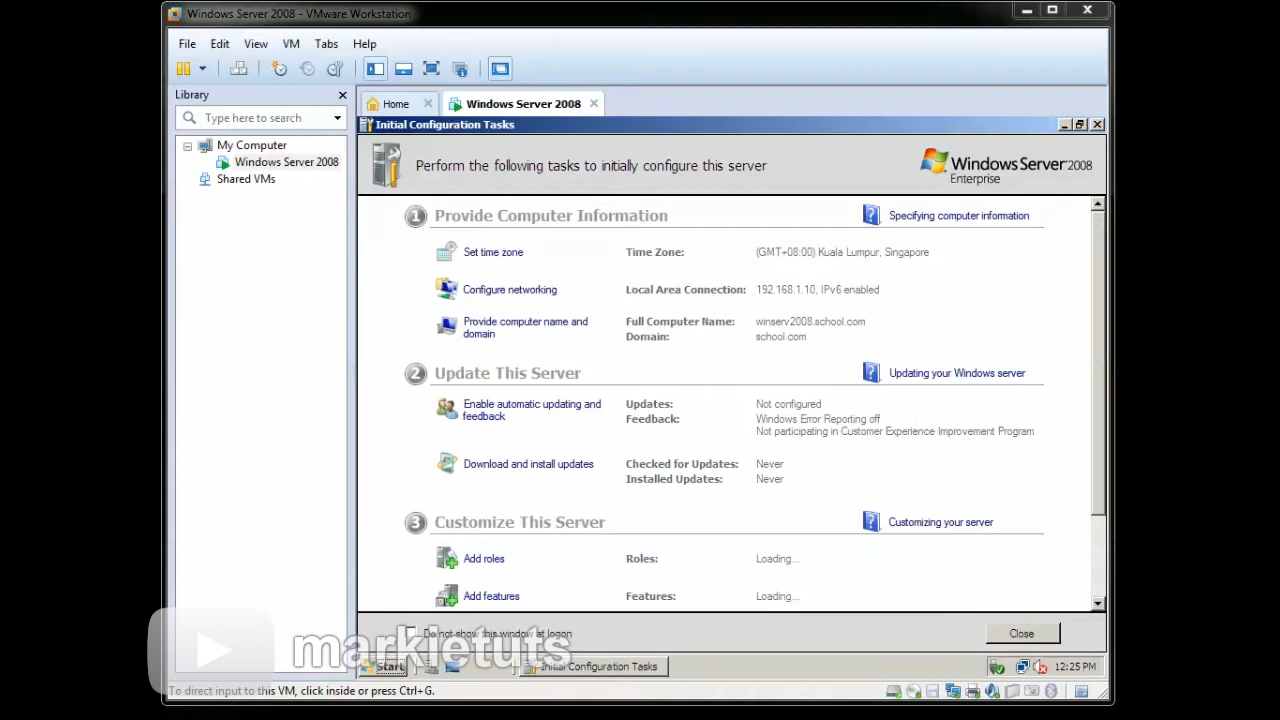 Windows Server 2008 - VMware Workstation
File Edit View VM Tabs Help
Library
Type here to search
My Computer
Windows Server 2008
Shared VMs
Home
Windows Server 2008
Initial Configuration Tasks
Perform the following tasks to initially configure this server
Windows Server 2008
Enterprise
1 Provide Computer Information
Specifying computer information
Set time zone
Time Zone: (GMT+08:00) Kuala Lumpur, Singapore
Configure networking
Local Area Connection: 192.168.1.10, IPv6 enabled
Provide computer name and
domain
Full Computer Name: winserv2008.school.com
Domain: school.com
2 Update This Server
Updating your Windows server
Enable automatic updating and
feedback
Updates: Not configured
Feedback: Windows Error Reporting off
Not participating in Customer Experience Improvement Program
Download and install updates
Checked for Updates: Never
Installed Updates: Never
3 Customize This Server
Customizing your server
Add roles
Roles: Loading...
Add features
Features: Loading...
Do not show this window at logon
Close
markietuts
Start
Initial Configuration Tasks
12:25 PM
To direct input to this VM, click inside or press Ctrl+G.